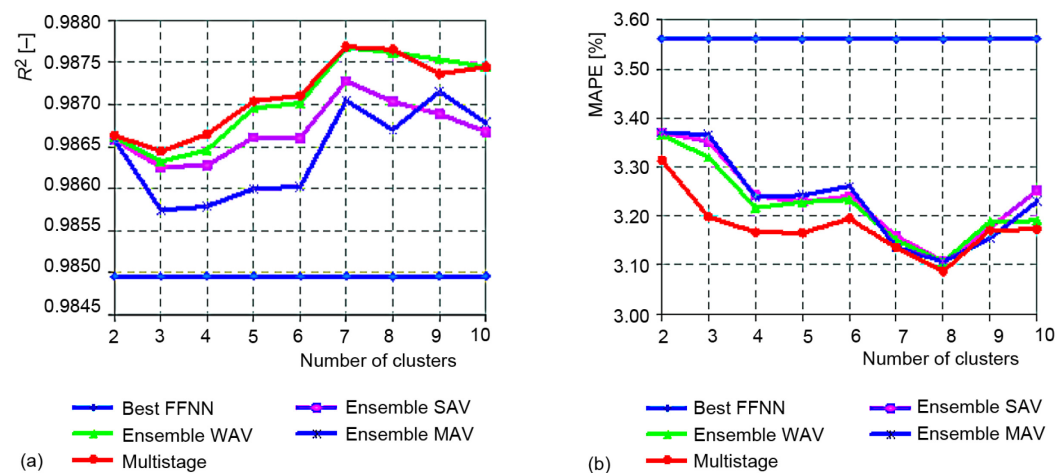 R² [–]
0.9880
0.9875
0.9870
0.9865
0.9860
0.9855
0.9850
0.9845
2 3 4 5 6 7 8 9 10
Number of clusters
Best FFNN
Ensemble SAV
Ensemble WAV
Ensemble MAV
Multistage
(a)
MAPE [%]
3.60
3.50
3.40
3.30
3.20
3.10
3.00
2 3 4 5 6 7 8 9 10
Number of clusters
Best FFNN
Ensemble SAV
Ensemble WAV
Ensemble MAV
Multistage
(b)